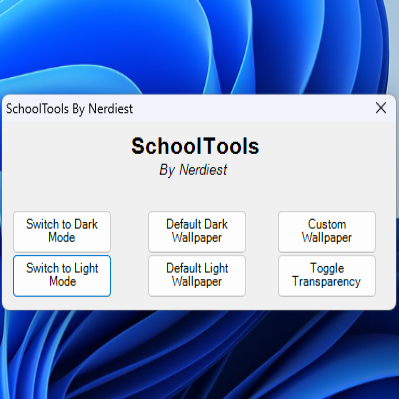 SchoolTools By Nerdiest
SchoolTools
By Nerdiest
Switch to Dark
Mode
Default Dark
Wallpaper
Custom
Wallpaper
Switch to Light
Mode
Default Light
Wallpaper
Toggle
Transparency